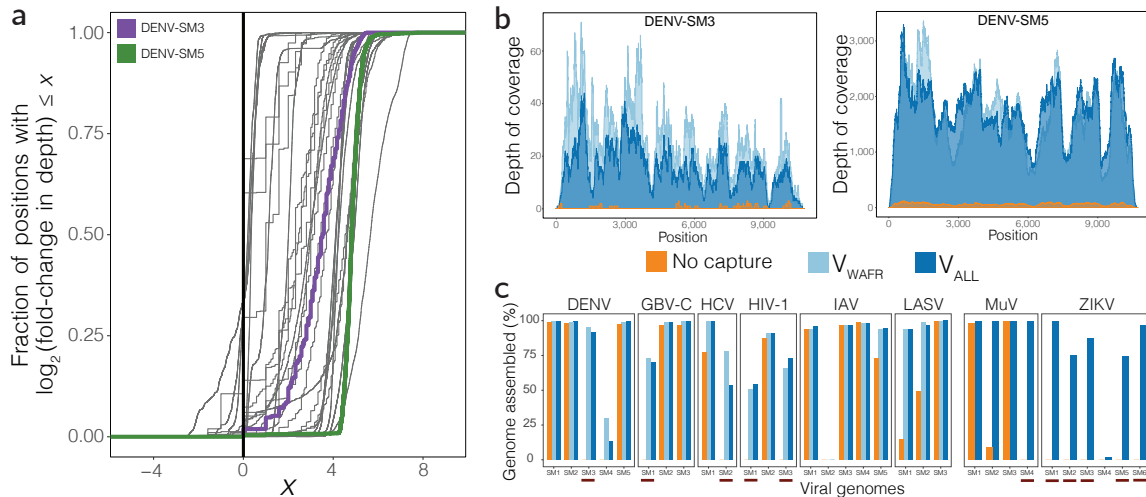 a
DENV-SM3
DENV-SM5
Fraction of positions with
log2 (fold-change in depth) ≤ x
1.00
0.75
0.50
0.25
0.00
−4
0
4
8
X
b
DENV-SM3
Depth of coverage
60
40
20
0
0
3,000
6,000
9,000
Position
DENV-SM5
Depth of coverage
3,000
2,000
1,000
0
0
3,000
6,000
9,000
Position
No capture
VWAFR
VALL
c
Genome assembled (%)
100
75
50
25
0
DENV
SM1 SM2 SM3 SM4 SM5
GBV-C
SM1 SM2 SM3
HCV
SM1 SM2
HIV-1
SM1 SM2 SM3
IAV
SM1 SM2 SM3 SM4 SM5
LASV
SM1 SM2 SM3
MuV
SM1 SM2 SM3 SM4
ZIKV
SM1 SM2 SM3 SM4 SM5 SM6
Viral genomes